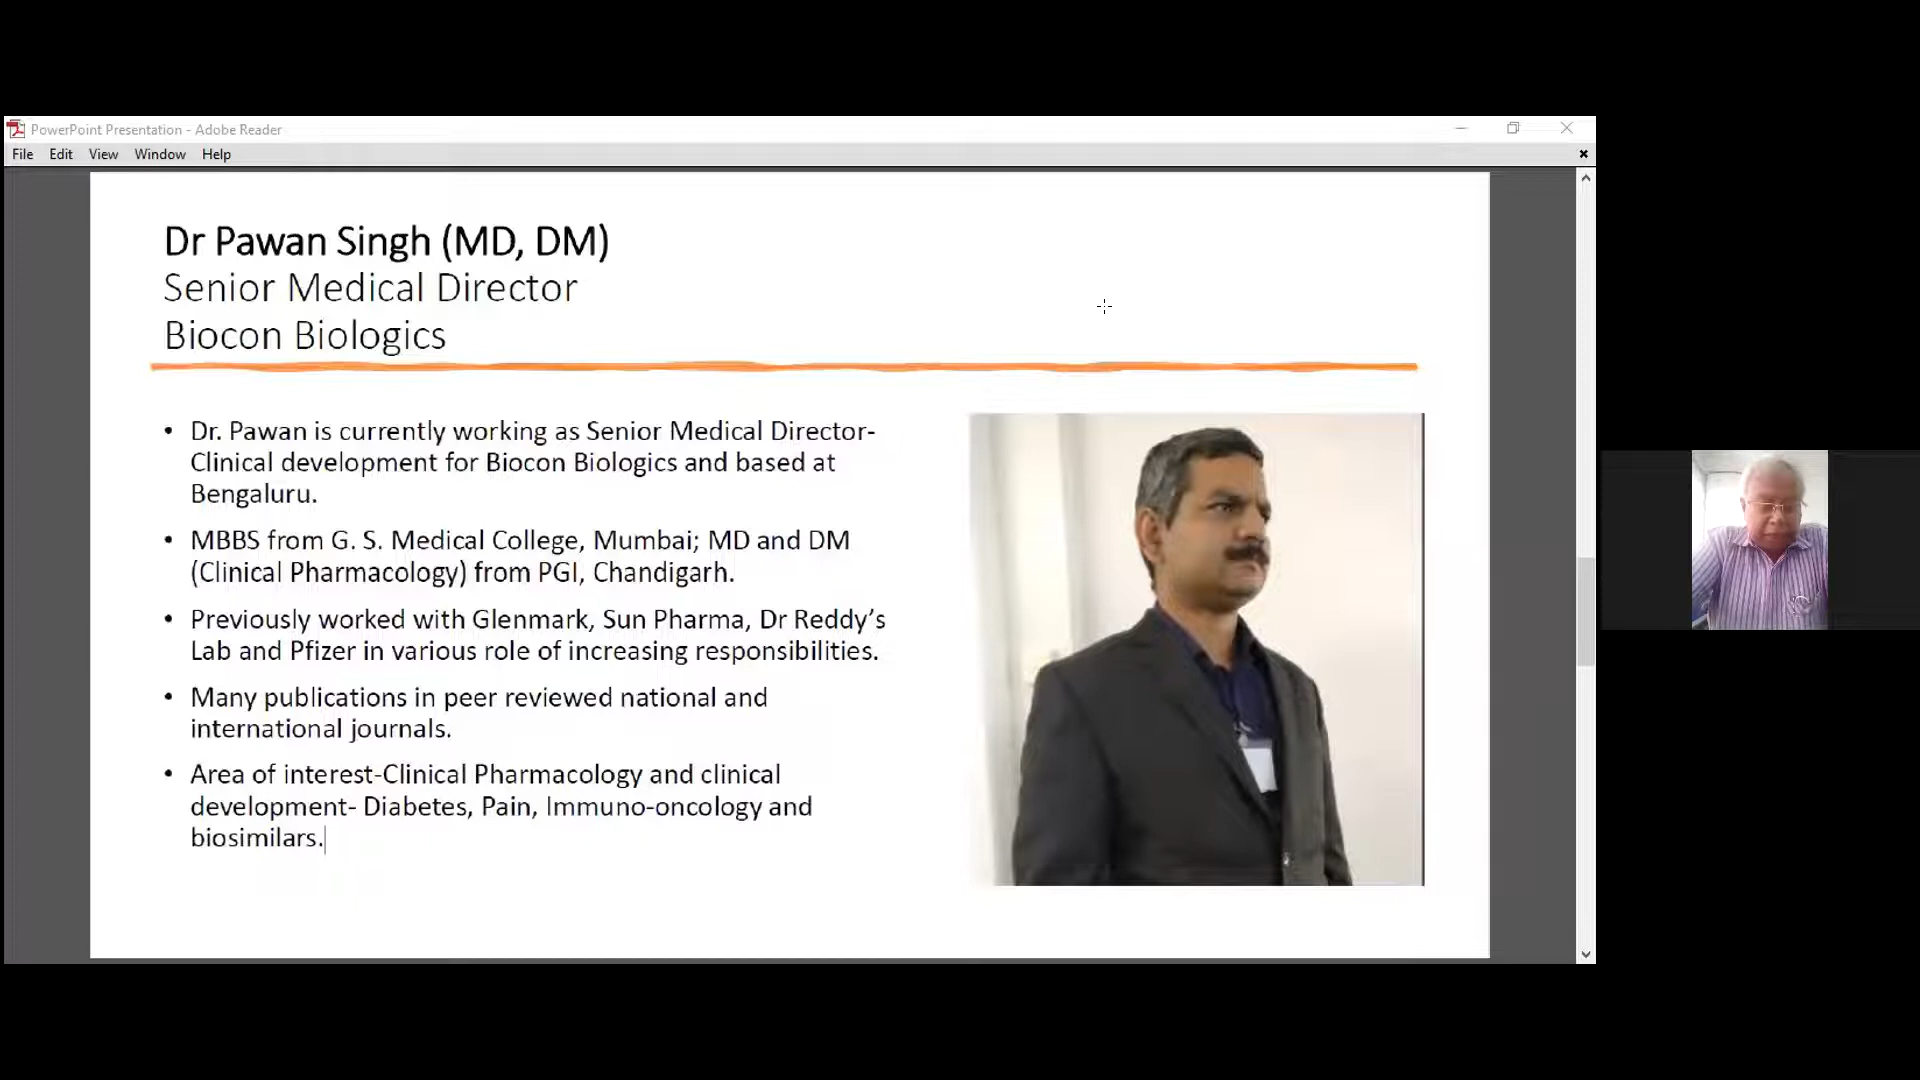 PowerPoint Presentation - Adobe Reader
File Edit View Window Help
Dr Pawan Singh (MD, DM)
Senior Medical Director
Biocon Biologics
• Dr. Pawan is currently working as Senior Medical Director-
Clinical development for Biocon Biologics and based at
Bengaluru.
• MBBS from G. S. Medical College, Mumbai; MD and DM
(Clinical Pharmacology) from PGI, Chandigarh.
• Previously worked with Glenmark, Sun Pharma, Dr Reddy’s
Lab and Pfizer in various role of increasing responsibilities.
• Many publications in peer reviewed national and
international journals.
• Area of interest-Clinical Pharmacology and clinical
development- Diabetes, Pain, Immuno-oncology and
biosimilars.